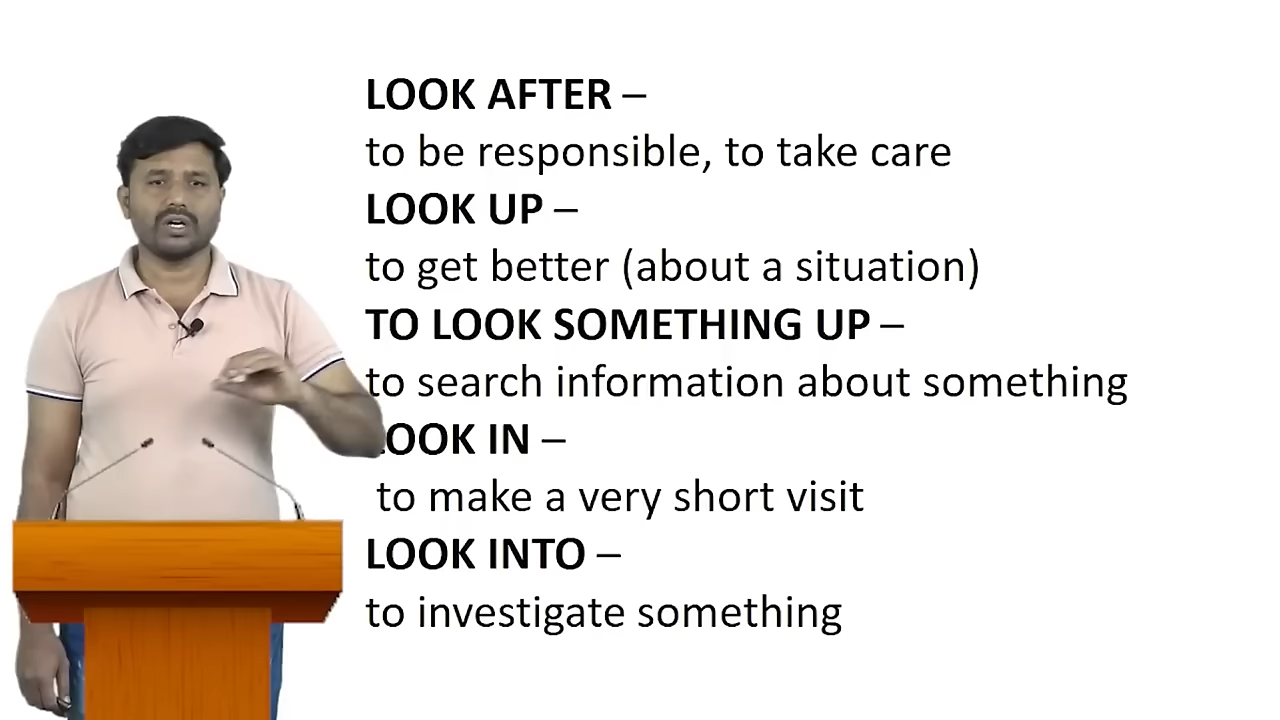 LOOK AFTER –
to be responsible, to take care
LOOK UP –
to get better (about a situation)
TO LOOK SOMETHING UP –
to search information about something
LOOK IN –
to make a very short visit
LOOK INTO –
to investigate something